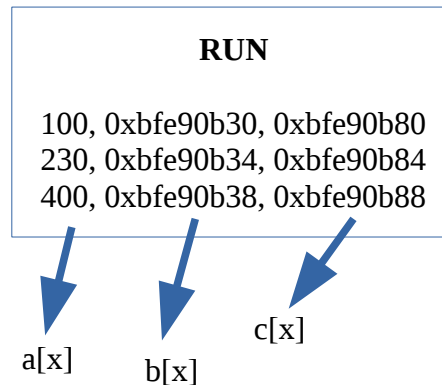 RUN
100, 0xbfe90b30, 0xbfe90b80
230, 0xbfe90b34, 0xbfe90b84
400, 0xbfe90b38, 0xbfe90b88
a[x]
b[x]
c[x]